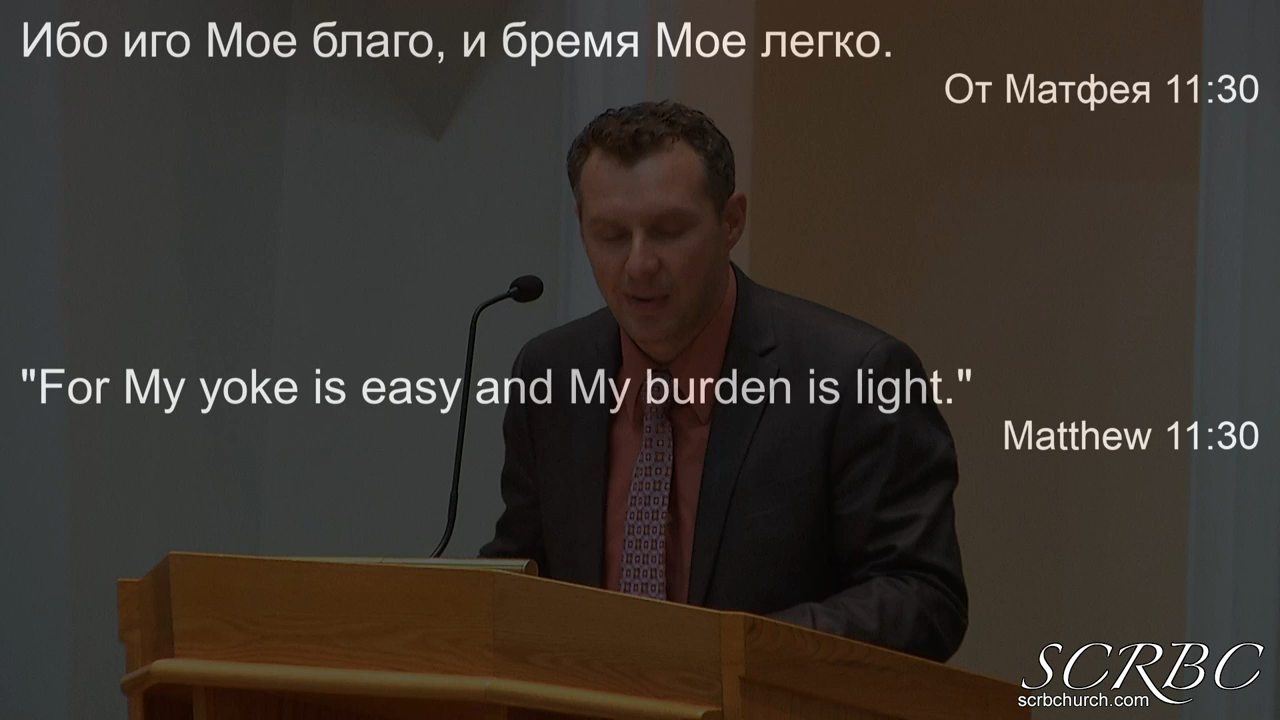 Ибо иго Мое благо, и бремя Мое легко.
От Матфея 11:30
"For My yoke is easy and My burden is light."
Matthew 11:30
SCRBC
scrbchurch.com